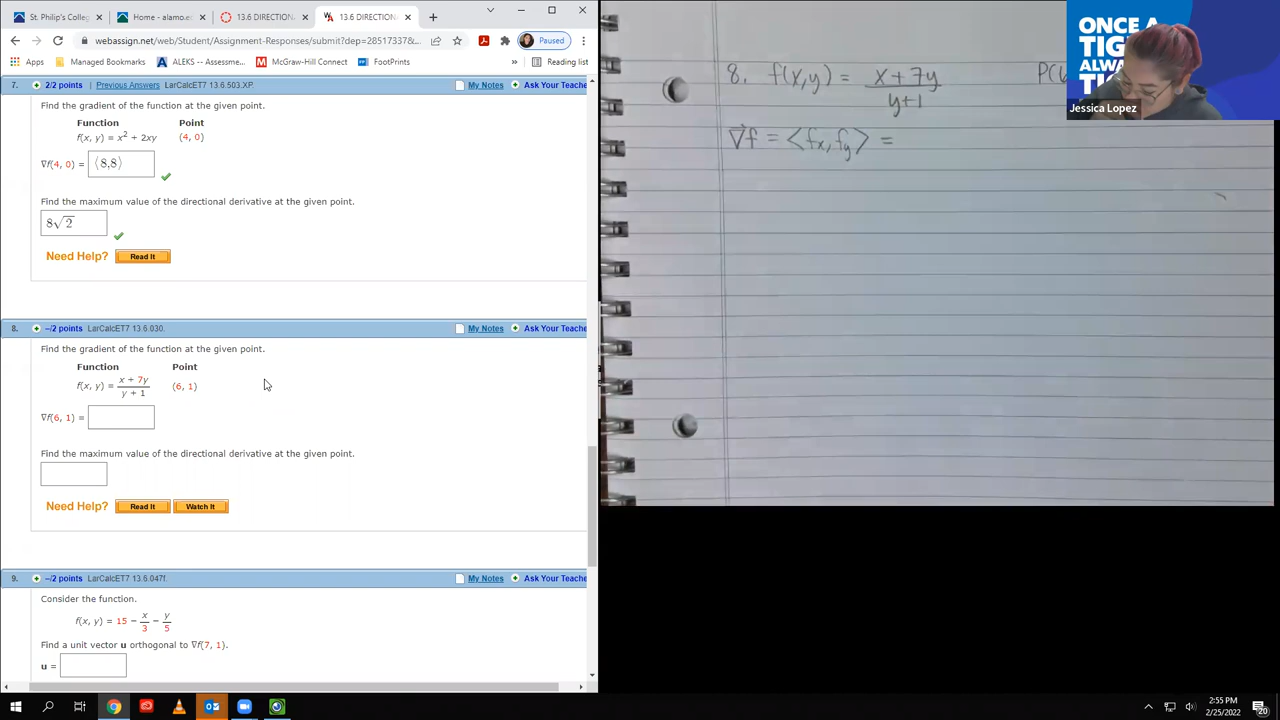 St. Philip's College
Home - alamo.ec
13.6 DIRECTION
13.6 DIRECTION
webassign.net/web/Student/Assignment-Responses/submit?dep=28517337&...
Paused
Apps
Managed Bookmarks
ALEKS -- Assessme...
McGraw-Hill Connect
FootPrints
»
Reading list
7. 2/2 points | Previous Answers LarCalcET7 13.6.503.XP. My Notes Ask Your Teache
Find the gradient of the function at the given point.
Function Point
f(x, y) = x² + 2xy (4, 0)
∇f(4, 0) = ⟨8,8⟩
Find the maximum value of the directional derivative at the given point.
8√2
Need Help? Read It
8. –/2 points LarCalcET7 13.6.030. My Notes Ask Your Teache
Find the gradient of the function at the given point.
Function Point
f(x, y) = (x + 7y)/(y + 1) (6, 1)
∇f(6, 1) =
Find the maximum value of the directional derivative at the given point.
Need Help? Read It Watch It
9. –/2 points LarCalcET7 13.6.047f. My Notes Ask Your Teache
Consider the function.
f(x, y) = 15 − x/3 − y/5
Find a unit vector u orthogonal to ∇f(7, 1).
u =
8. f(x,y) = (x+7y)/(y+1) P(6
∇f = <fx, fy> =
ONCE A
TIG
ALWA
TIG
Jessica Lopez
2:55 PM
2/25/2022
20